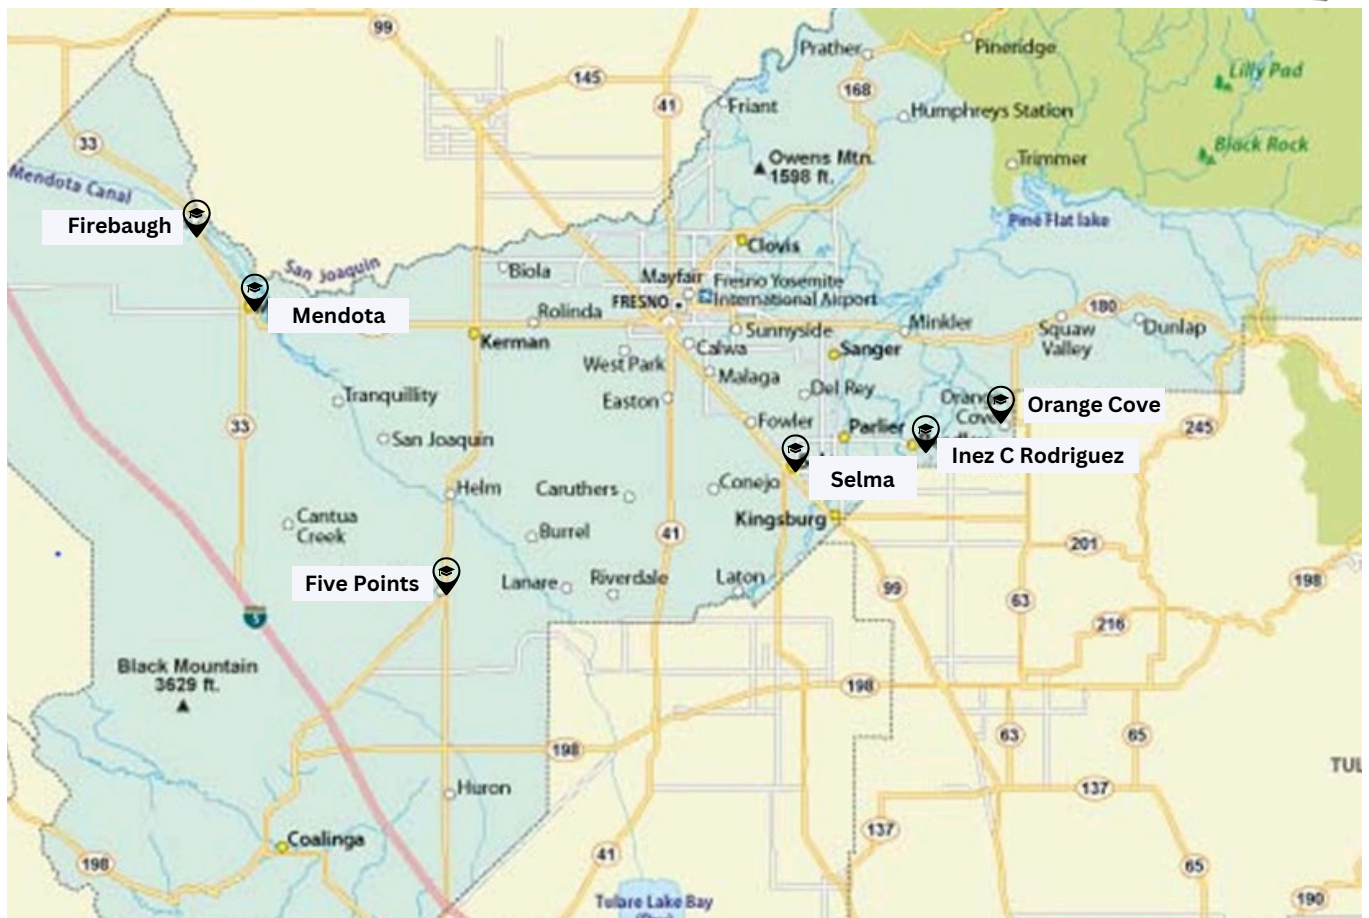 99
Prather
Pineridge
145
Lilly Pad
168
41
Friant
Humphreys Station
33
Black Rock
Owens Mtn.
1598 ft.
Trimmer
Mendota Canal
Firebaugh
Pine Flat lake
Clovis
San Joaquin
Biola
Mayfair
Fresno Yosemite
International Airport
FRESNO
Mendota
Rolinda
180
Minkler
Squaw
Valley
Dunlap
Sunnyside
Kerman
Calwa
Sanger
West Park
Malaga
Del Rey
Tranquillity
Easton
Orange Cove
Fowler
Parlier
33
245
San Joaquin
Inez C Rodriguez
Selma
Helm
Caruthers
Conejo
Cantua
Creek
Kingsburg
Burrel
41
201
Five Points
Lanare
Riverdale
Laton
99
198
63
5
216
Black Mountain
3629 ft.
198
198
63
65
TUL
Huron
137
137
Coalinga
198
41
65
Tulare Lake Bay
190